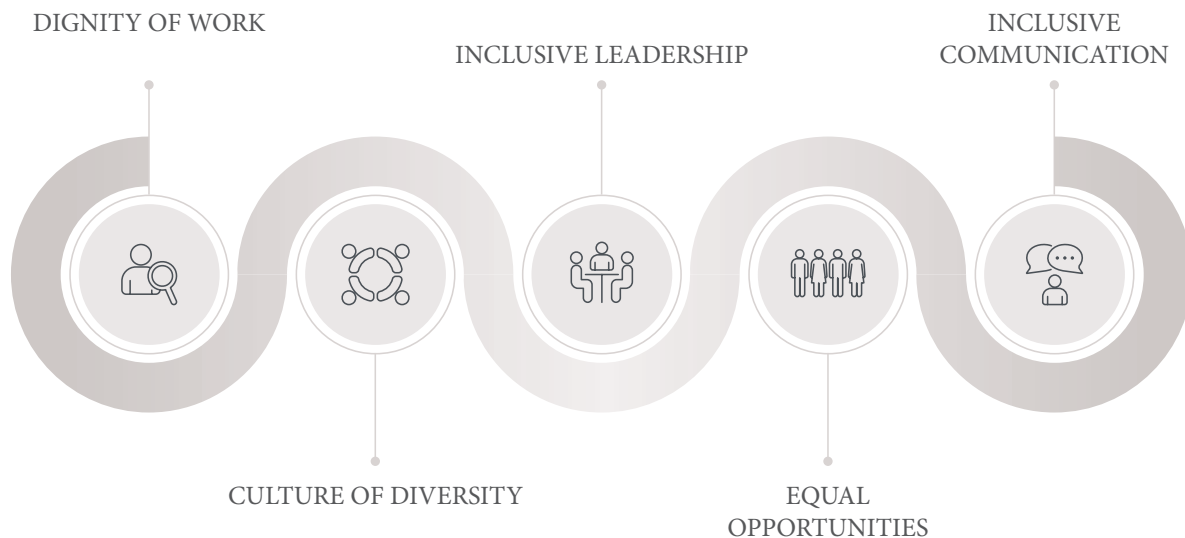 DIGNITY OF WORK
INCLUSIVE LEADERSHIP
INCLUSIVE
COMMUNICATION
CULTURE OF DIVERSITY
EQUAL
OPPORTUNITIES